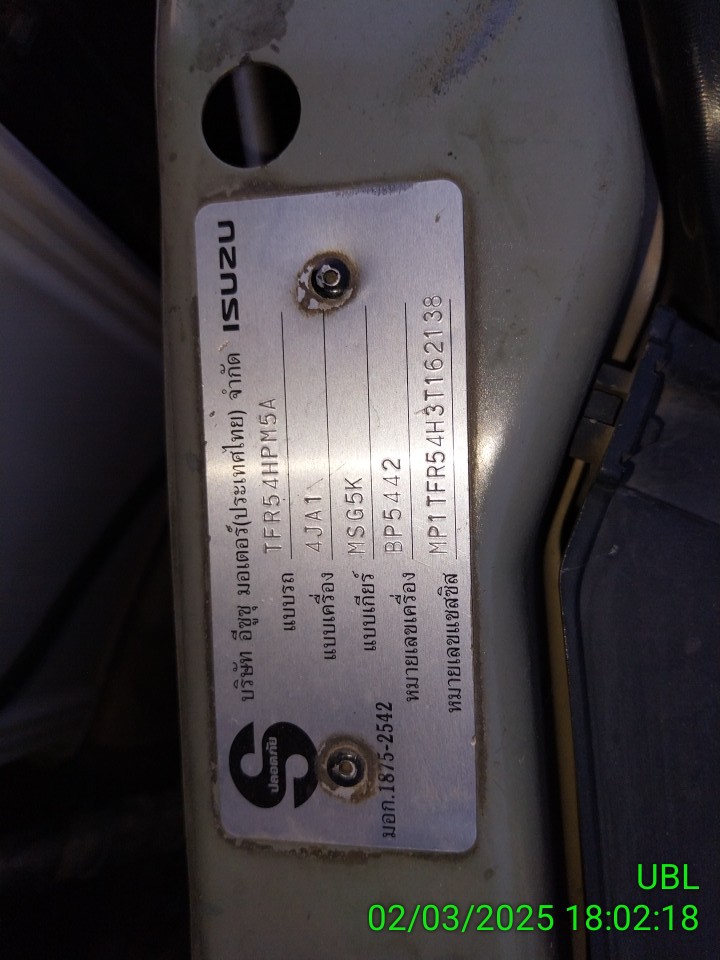 บริษัท อีซูซุ มอเตอร์(ประเทศไทย) จำกัด ISUZU
ปลอดภัย
มอก.1875-2542
แบบรถ TFR54HPM5A
แบบเครื่อง 4JA1
แบบเกียร์ MSG5K
หมายเลขเครื่อง BP5442
หมายเลขแชสซิส MP1TFR54H3T162138
UBL
02/03/2025 18:02:18